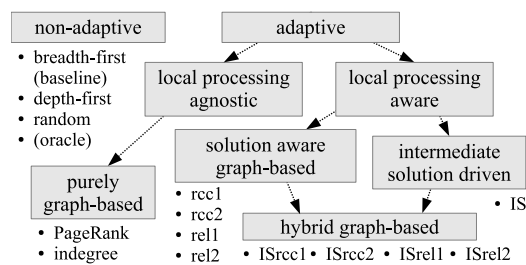 non-adaptive
• breadth-first
(baseline)
• depth-first
• random
• (oracle)
adaptive
local processing
agnostic
local processing
aware
purely
graph-based
• PageRank
• indegree
solution aware
graph-based
• rcc1
• rcc2
• rel1
• rel2
intermediate
solution driven
• IS
hybrid graph-based
• ISrcc1 • ISrcc2 • ISrel1 • ISrel2